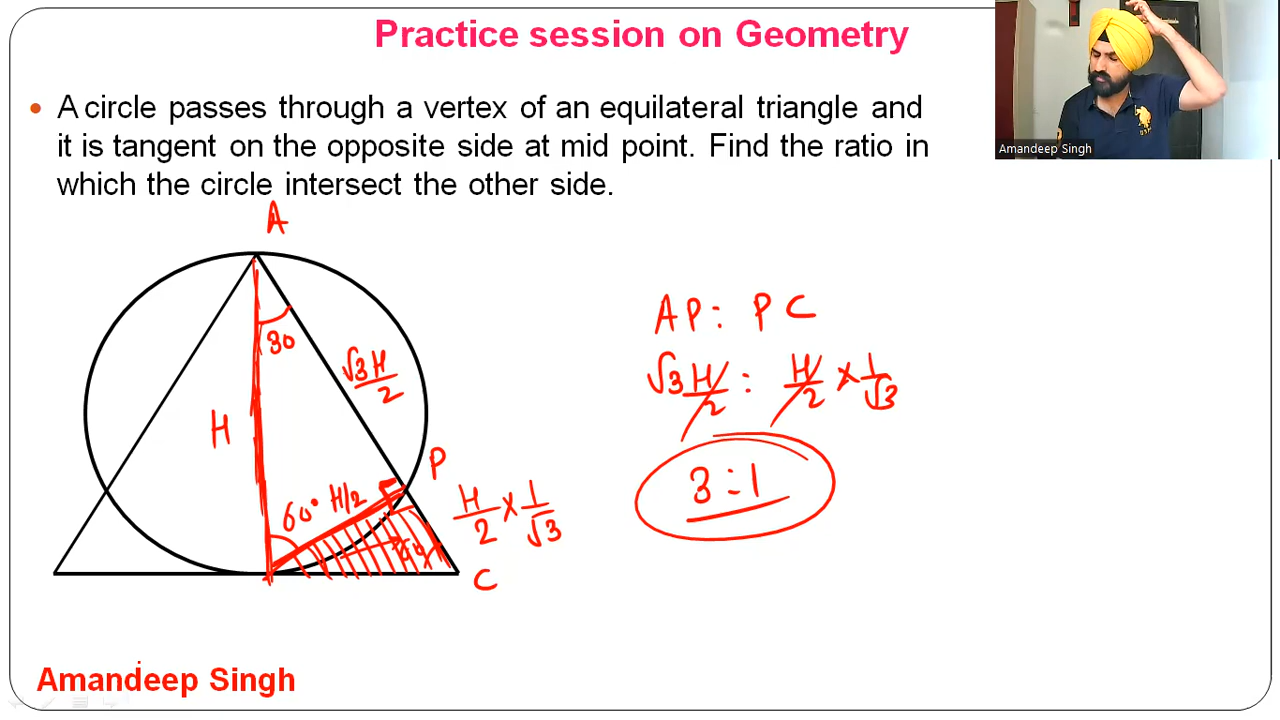 Practice session on Geometry
• A circle passes through a vertex of an equilateral triangle and
it is tangent on the opposite side at mid point. Find the ratio in
which the circle intersect the other side.
Amandeep Singh
A
30
√3H/2
H
P
60° H/2
H/2 × 1/√3
60
C
AP : PC
√3H/2 : H/2 × 1/√3
3:1
Amandeep Singh